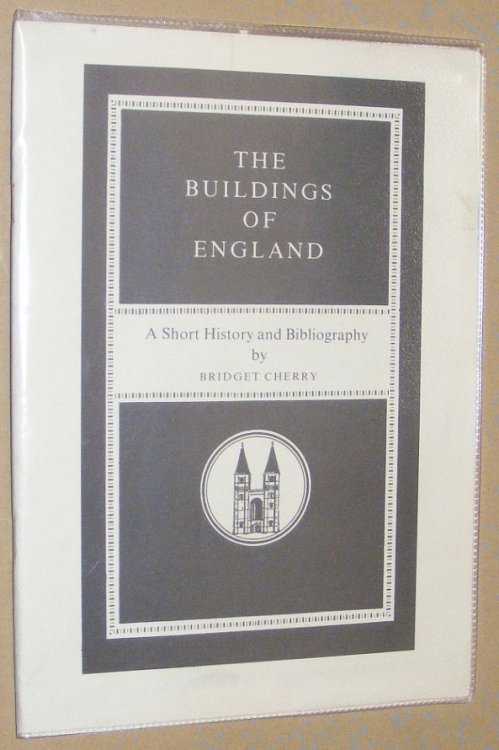 THE
BUILDINGS
OF
ENGLAND
A Short History and Bibliography
by
BRIDGET CHERRY